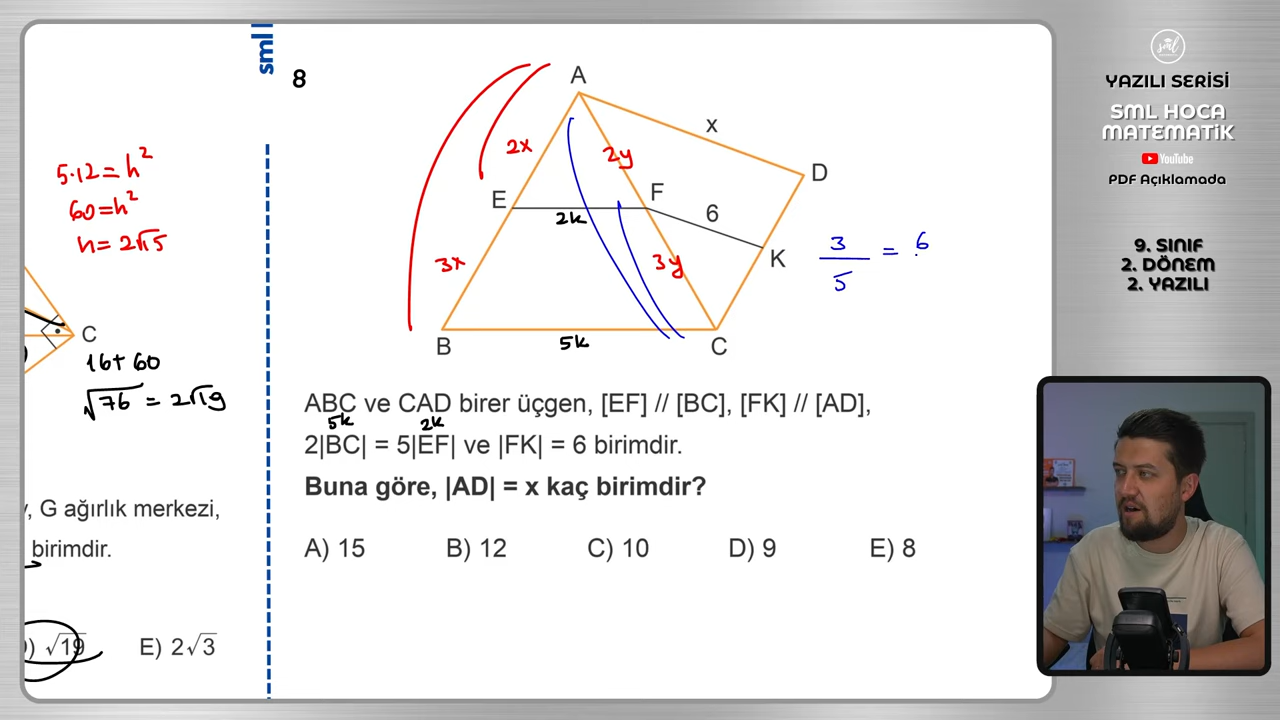 sml
8
5·12=h²
60=h²
h=2√15
C
16+60
√76 = 2√19
, G ağırlık merkezi,
birimdir.
√19
E) 2√3
A
x
D
2x
2y
E
F
2k
6
3x
3y
K
B
5k
C
3/5 = 6
ABC ve CAD birer üçgen, [EF] // [BC], [FK] // [AD],
5k 2k
2|BC| = 5|EF| ve |FK| = 6 birimdir.
Buna göre, |AD| = x kaç birimdir?
A) 15 B) 12 C) 10 D) 9 E) 8
sml
YAZILI SERİSİ
SML HOCA
MATEMATİK
YouTube
PDF Açıklamada
9. SINIF
2. DÖNEM
2. YAZILI